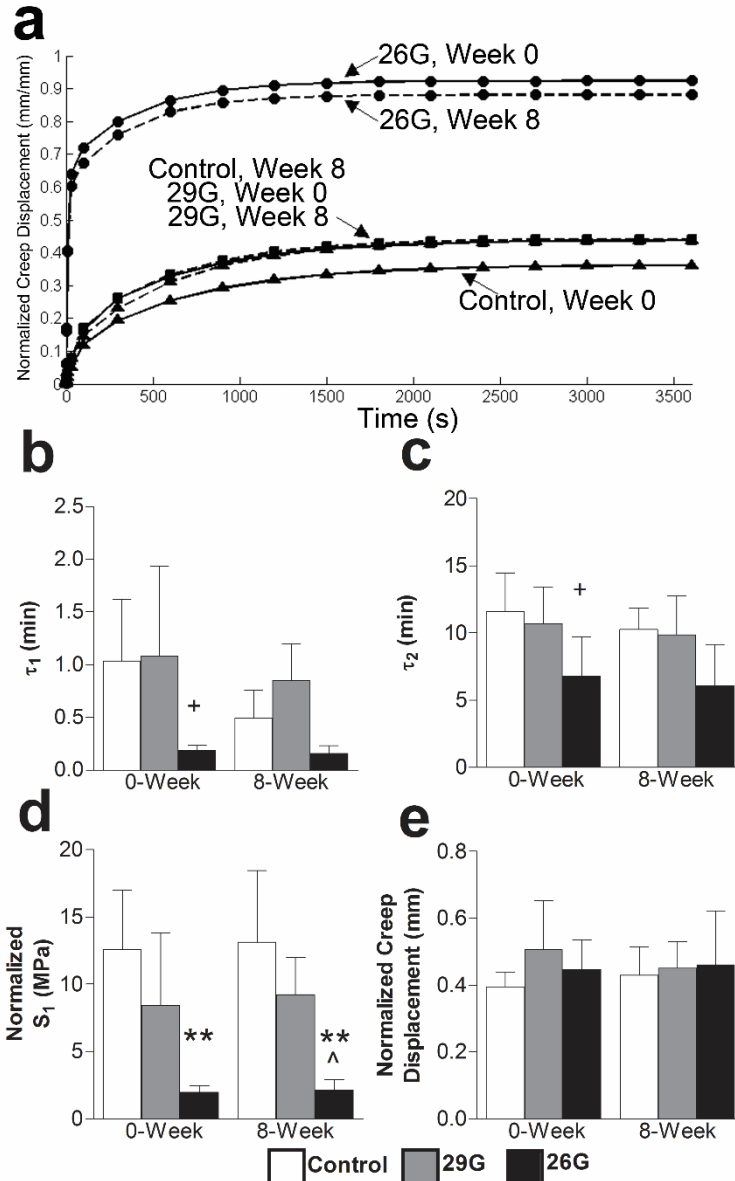 a
Normalized Creep Displacement (mm/mm)
1
0.9
0.8
0.7
0.6
0.5
0.4
0.3
0.2
0.1
0
0
500
1000
1500
2000
2500
3000
3500
Time (s)
26G, Week 0
26G, Week 8
Control, Week 8
29G, Week 0
29G, Week 8
Control, Week 0
b
τ1 (min)
2.5
2.0
1.5
1.0
0.5
0.0
+
0-Week
8-Week
c
τ2 (min)
20
15
10
5
0
+
0-Week
8-Week
d
Normalized
S1 (MPa)
20
15
10
5
0
**
**
^
0-Week
8-Week
e
Normalized Creep
Displacement (mm)
0.8
0.6
0.4
0.2
0.0
0-Week
8-Week
Control
29G
26G